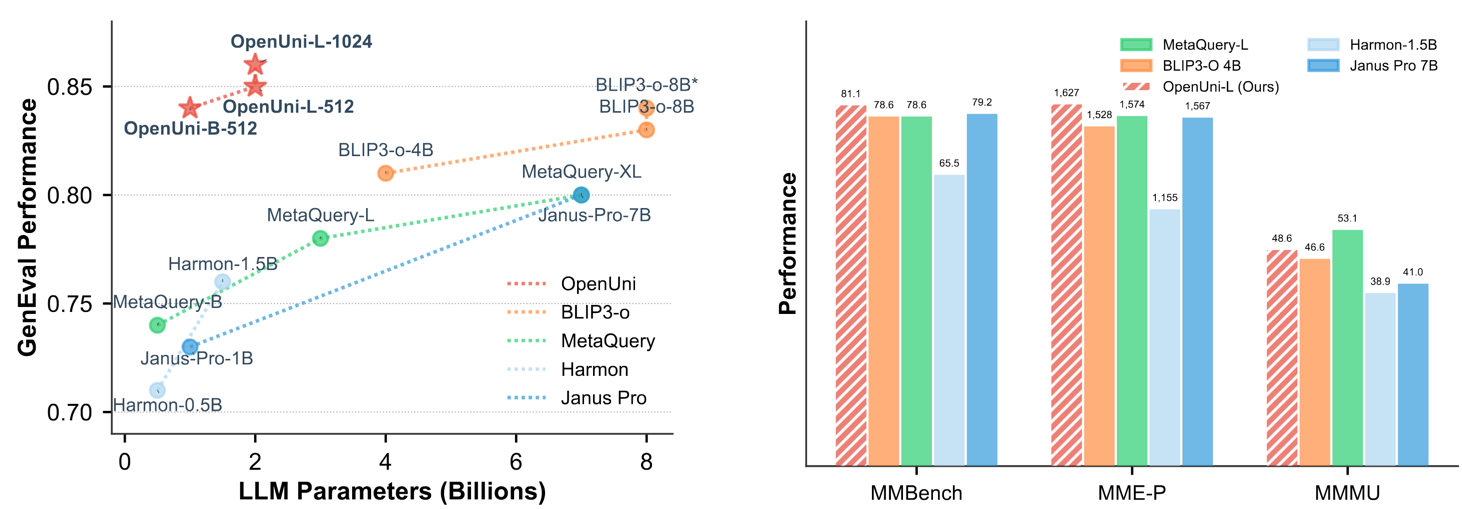 GenEval Performance
0.85
0.80
0.75
0.70
OpenUni-L-1024
OpenUni-L-512
OpenUni-B-512
BLIP3-o-8B*
BLIP3-o-8B
BLIP3-o-4B
MetaQuery-XL
Janus-Pro-7B
MetaQuery-L
Harmon-1.5B
MetaQuery-B
Janus-Pro-1B
Harmon-0.5B
OpenUni
BLIP3-o
MetaQuery
Harmon
Janus Pro
0 2 4 6 8
LLM Parameters (Billions)
Performance
MetaQuery-L Harmon-1.5B
BLIP3-O 4B Janus Pro 7B
OpenUni-L (Ours)
81.1 78.6 78.6 65.5 79.2
1,627 1,528 1,574 1,155 1,567
48.6 46.6 53.1 38.9 41.0
MMBench MME-P MMMU